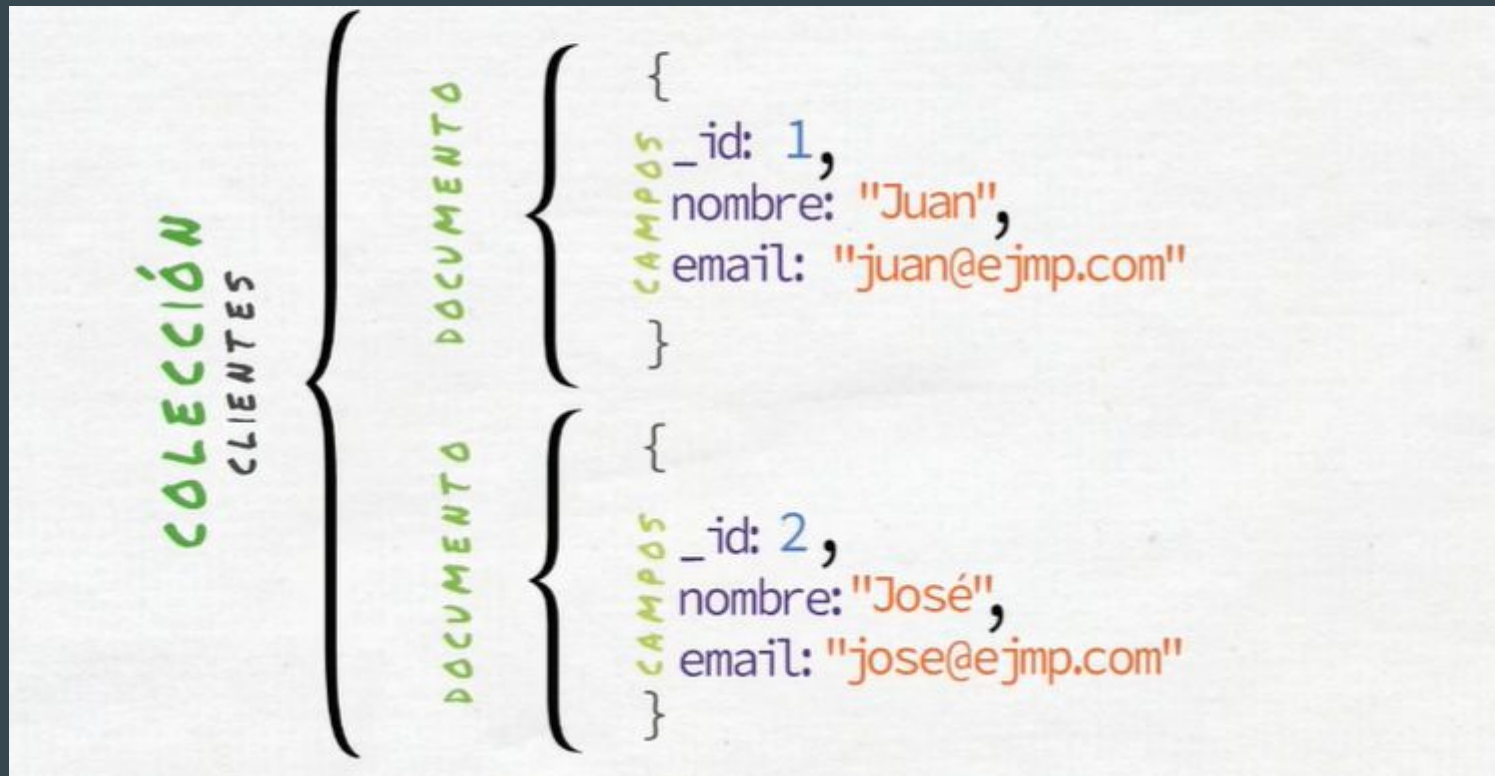 COLECCIÓN
CLIENTES
DOCUMENTO
{
CAMPOS
_id: 1,
nombre: "Juan",
email: "juan@ejmp.com"
}
DOCUMENTO
{
CAMPOS
_id: 2,
nombre:"José",
email:"jose@ejmp.com"
}